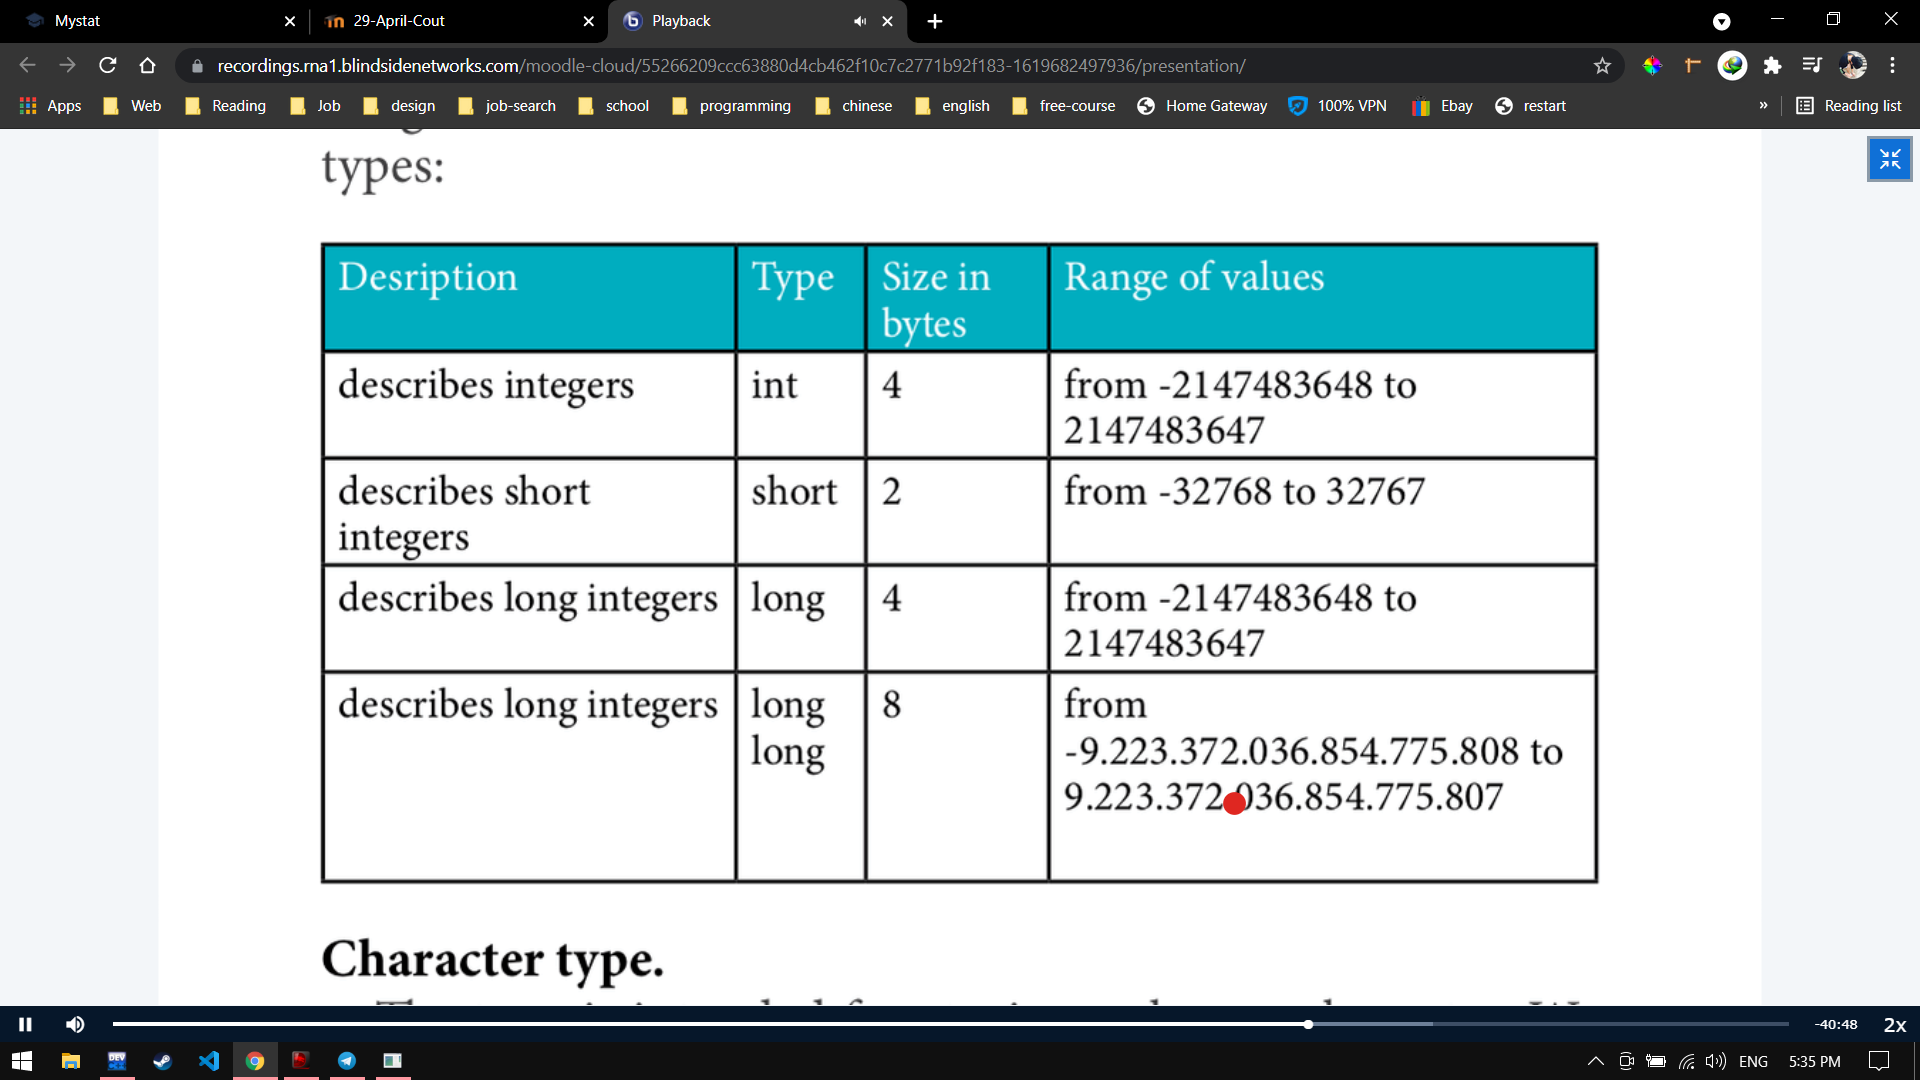 Mystat
29-April-Cout
Playback
recordings.rna1.blindsidenetworks.com/moodle-cloud/55266209ccc63880d4cb462f10c7c2771b92f183-1619682497936/presentation/
Apps Web Reading Job design job-search school programming chinese english free-course Home Gateway 100% VPN Ebay restart » Reading list
types:
Desription Type Size in bytes Range of values
describes integers int 4 from -2147483648 to
2147483647
describes short short 2 from -32768 to 32767
integers
describes long integers long 4 from -2147483648 to
2147483647
describes long integers long 8 from
long -9.223.372.036.854.775.808 to
9.223.372.036.854.775.807
Character type.
-40:48 2x
DEV
ENG 5:35 PM